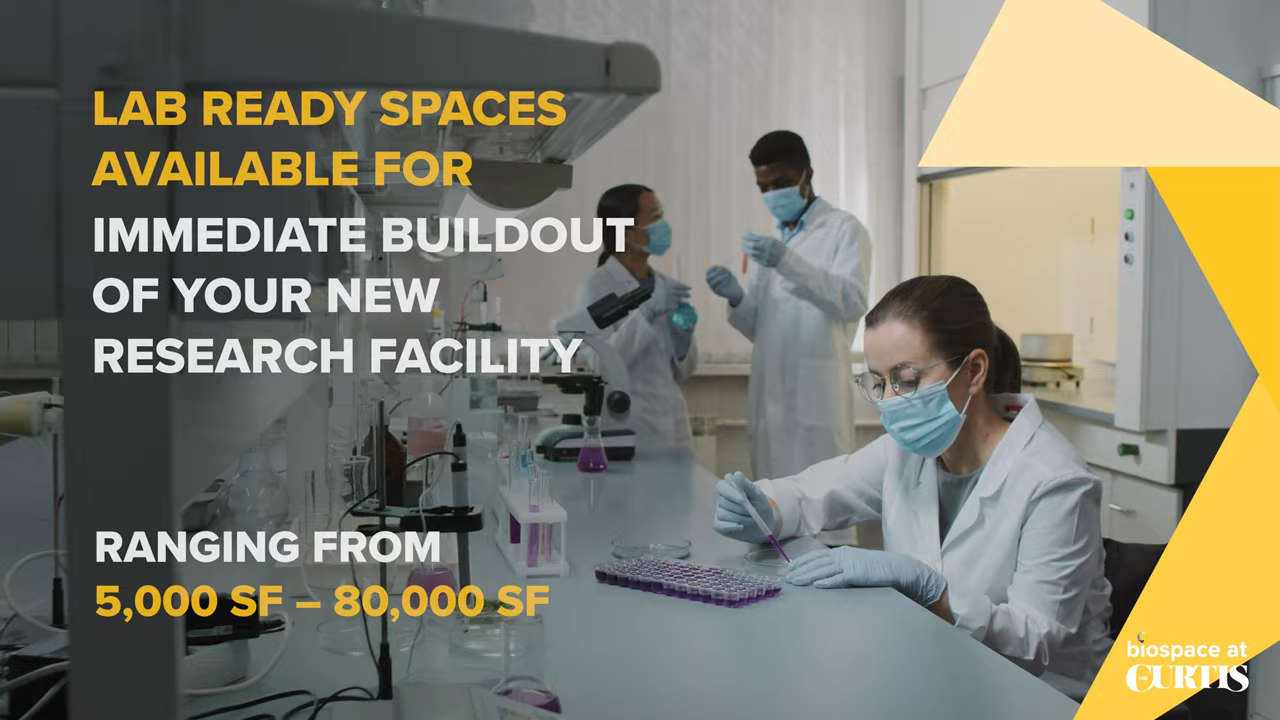 LAB READY SPACES
AVAILABLE FOR
IMMEDIATE BUILDOUT
OF YOUR NEW
RESEARCH FACILITY
RANGING FROM
5,000 SF – 80,000 SF
biospace at
THE CURTIS